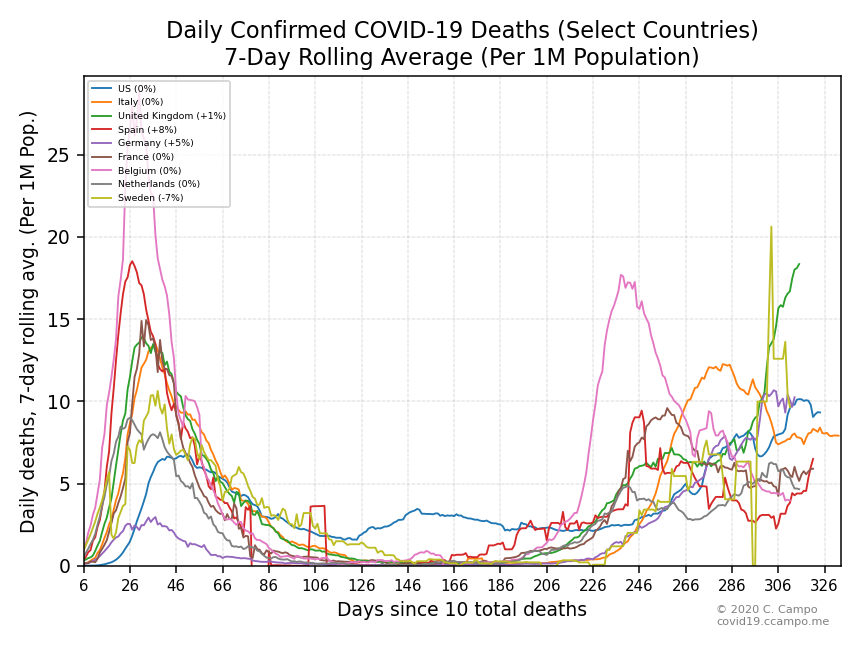 Daily Confirmed COVID-19 Deaths (Select Countries)
7-Day Rolling Average (Per 1M Population)
Daily deaths, 7-day rolling avg. (Per 1M Pop.)
US (0%)
Italy (0%)
United Kingdom (+1%)
Spain (+8%)
Germany (+5%)
France (0%)
Belgium (0%)
Netherlands (0%)
Sweden (-7%)
25
20
15
10
5
0
6 26 46 66 86 106 126 146 166 186 206 226 246 266 286 306 326
Days since 10 total deaths
© 2020 C. Campo
covid19.ccampo.me